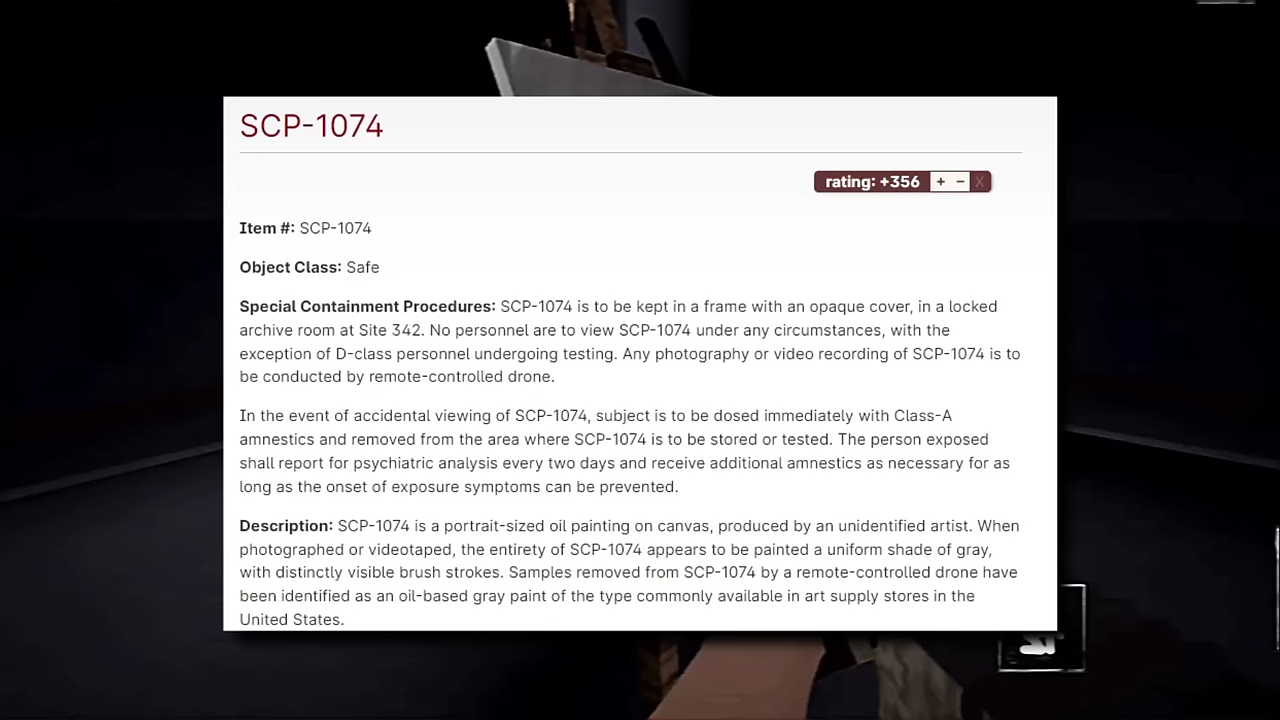 SCP-1074
rating: +356 + − X
Item #: SCP-1074
Object Class: Safe
Special Containment Procedures: SCP-1074 is to be kept in a frame with an opaque cover, in a locked
archive room at Site 342. No personnel are to view SCP-1074 under any circumstances, with the
exception of D-class personnel undergoing testing. Any photography or video recording of SCP-1074 is to
be conducted by remote-controlled drone.
In the event of accidental viewing of SCP-1074, subject is to be dosed immediately with Class-A
amnestics and removed from the area where SCP-1074 is to be stored or tested. The person exposed
shall report for psychiatric analysis every two days and receive additional amnestics as necessary for as
long as the onset of exposure symptoms can be prevented.
Description: SCP-1074 is a portrait-sized oil painting on canvas, produced by an unidentified artist. When
photographed or videotaped, the entirety of SCP-1074 appears to be painted a uniform shade of gray,
with distinctly visible brush strokes. Samples removed from SCP-1074 by a remote-controlled drone have
been identified as an oil-based gray paint of the type commonly available in art supply stores in the
United States.